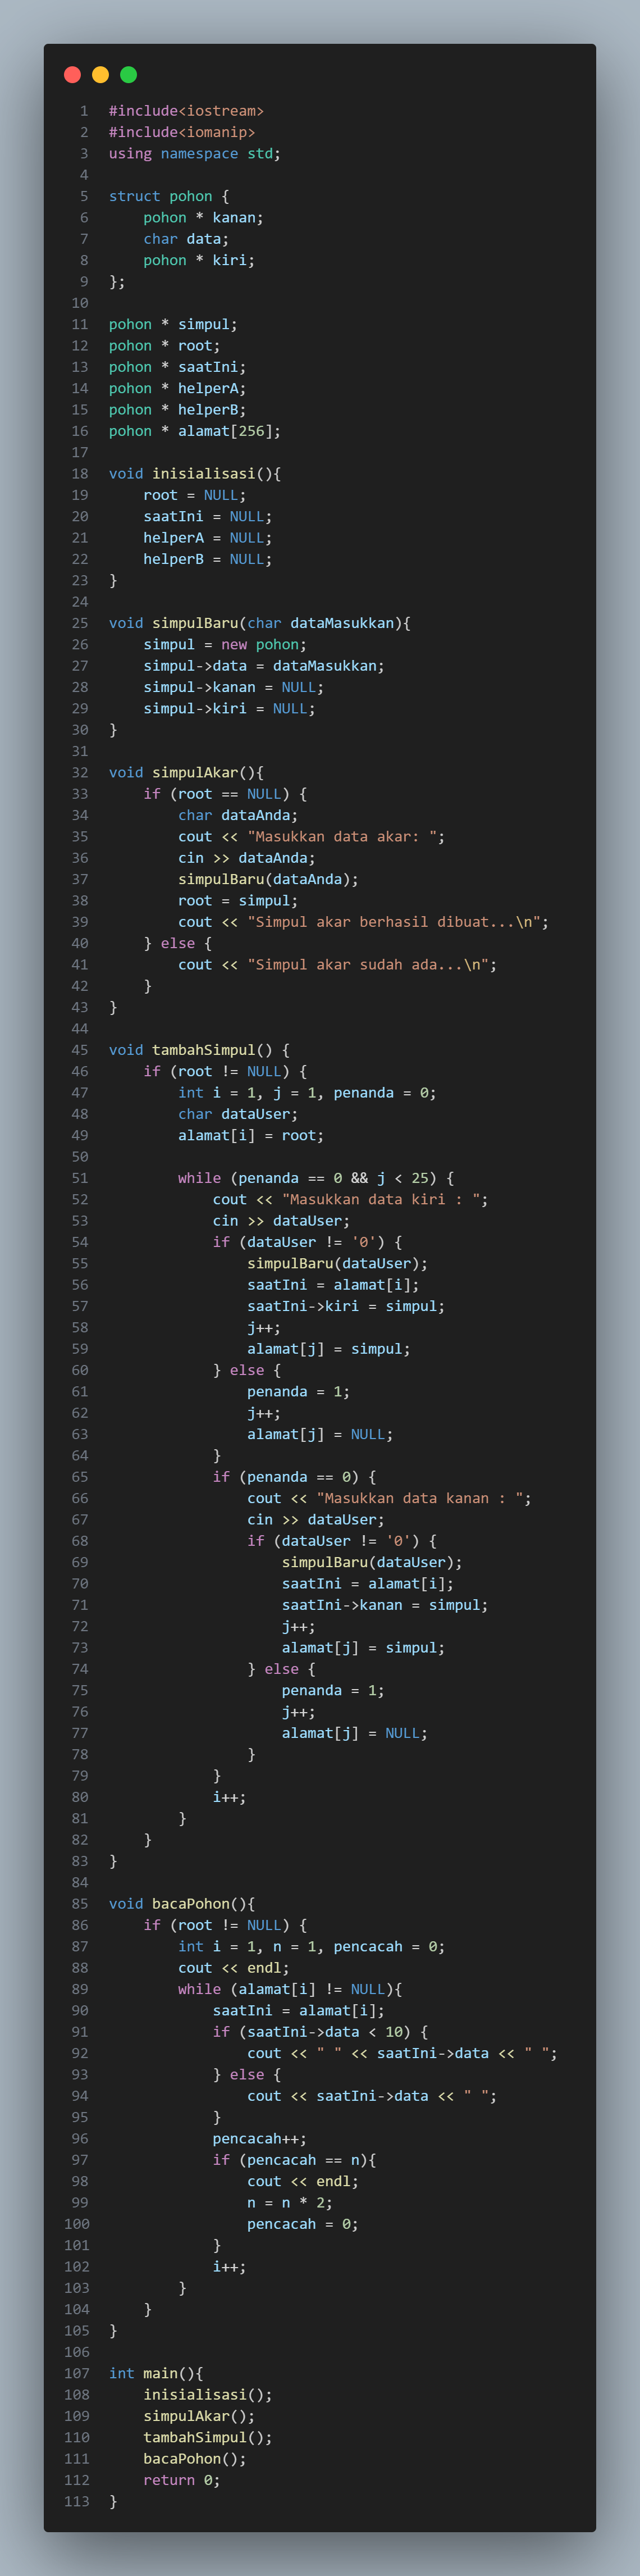 1 #include<iostream>
2 #include<iomanip>
3 using namespace std;
4
5 struct pohon {
6     pohon * kanan;
7     char data;
8     pohon * kiri;
9 };
10
11 pohon * simpul;
12 pohon * root;
13 pohon * saatIni;
14 pohon * helperA;
15 pohon * helperB;
16 pohon * alamat[256];
17
18 void inisialisasi(){
19     root = NULL;
20     saatIni = NULL;
21     helperA = NULL;
22     helperB = NULL;
23 }
24
25 void simpulBaru(char dataMasukkan){
26     simpul = new pohon;
27     simpul->data = dataMasukkan;
28     simpul->kanan = NULL;
29     simpul->kiri = NULL;
30 }
31
32 void simpulAkar(){
33     if (root == NULL) {
34         char dataAnda;
35         cout << "Masukkan data akar: ";
36         cin >> dataAnda;
37         simpulBaru(dataAnda);
38         root = simpul;
39         cout << "Simpul akar berhasil dibuat...\n";
40     } else {
41         cout << "Simpul akar sudah ada...\n";
42     }
43 }
44
45 void tambahSimpul() {
46     if (root != NULL) {
47         int i = 1, j = 1, penanda = 0;
48         char dataUser;
49         alamat[i] = root;
50
51         while (penanda == 0 && j < 25) {
52             cout << "Masukkan data kiri : ";
53             cin >> dataUser;
54             if (dataUser != '0') {
55                 simpulBaru(dataUser);
56                 saatIni = alamat[i];
57                 saatIni->kiri = simpul;
58                 j++;
59                 alamat[j] = simpul;
60             } else {
61                 penanda = 1;
62                 j++;
63                 alamat[j] = NULL;
64             }
65             if (penanda == 0) {
66                 cout << "Masukkan data kanan : ";
67                 cin >> dataUser;
68                 if (dataUser != '0') {
69                     simpulBaru(dataUser);
70                     saatIni = alamat[i];
71                     saatIni->kanan = simpul;
72                     j++;
73                     alamat[j] = simpul;
74                 } else {
75                     penanda = 1;
76                     j++;
77                     alamat[j] = NULL;
78                 }
79             }
80             i++;
81         }
82     }
83 }
84
85 void bacaPohon(){
86     if (root != NULL) {
87         int i = 1, n = 1, pencacah = 0;
88         cout << endl;
89         while (alamat[i] != NULL){
90             saatIni = alamat[i];
91             if (saatIni->data < 10) {
92                 cout << " " << saatIni->data << " ";
93             } else {
94                 cout << saatIni->data << " ";
95             }
96             pencacah++;
97             if (pencacah == n){
98                 cout << endl;
99                 n = n * 2;
100                 pencacah = 0;
101             }
102             i++;
103         }
104     }
105 }
106
107 int main(){
108     inisialisasi();
109     simpulAkar();
110     tambahSimpul();
111     bacaPohon();
112     return 0;
113 }